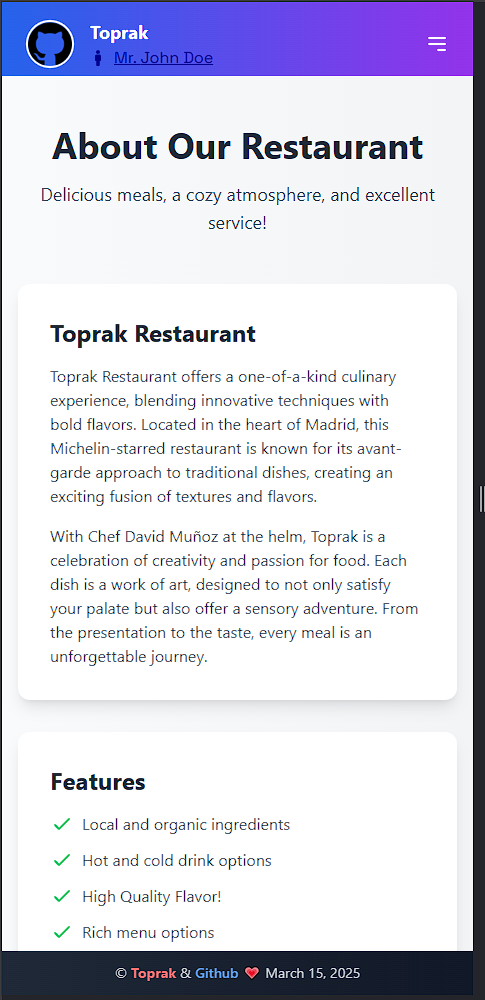 Toprak
Mr. John Doe
About Our Restaurant
Delicious meals, a cozy atmosphere, and excellent
service!
Toprak Restaurant
Toprak Restaurant offers a one-of-a-kind culinary
experience, blending innovative techniques with
bold flavors. Located in the heart of Madrid, this
Michelin-starred restaurant is known for its avant-
garde approach to traditional dishes, creating an
exciting fusion of textures and flavors.
With Chef David Muñoz at the helm, Toprak is a
celebration of creativity and passion for food. Each
dish is a work of art, designed to not only satisfy
your palate but also offer a sensory adventure. From
the presentation to the taste, every meal is an
unforgettable journey.
Features
Local and organic ingredients
Hot and cold drink options
High Quality Flavor!
Rich menu options
© Toprak & Github ❤️ March 15, 2025